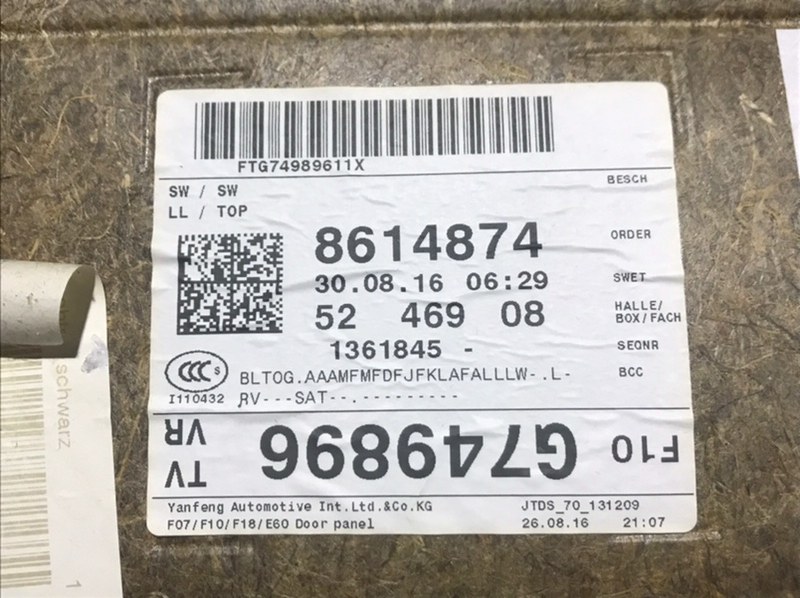 FTG74989611X
BESCH
SW / SW
LL / TOP
8614874 ORDER
30.08.16 06:29 SWET
52 469 08 HALLE/
BOX/FACH
1361845 - SEQNR
CCC S
BLTOG.AAAMFMFDFJFKLAFALLLW-.L- BCC
I110432 RV---SAT--.---------
F10 G749896 TV
VR
Yanfeng Automotive Int.Ltd.&Co.KG JTDS_70_131209
F07/F10/F18/E60 Door panel 26.08.16 21:07
schwarz
1